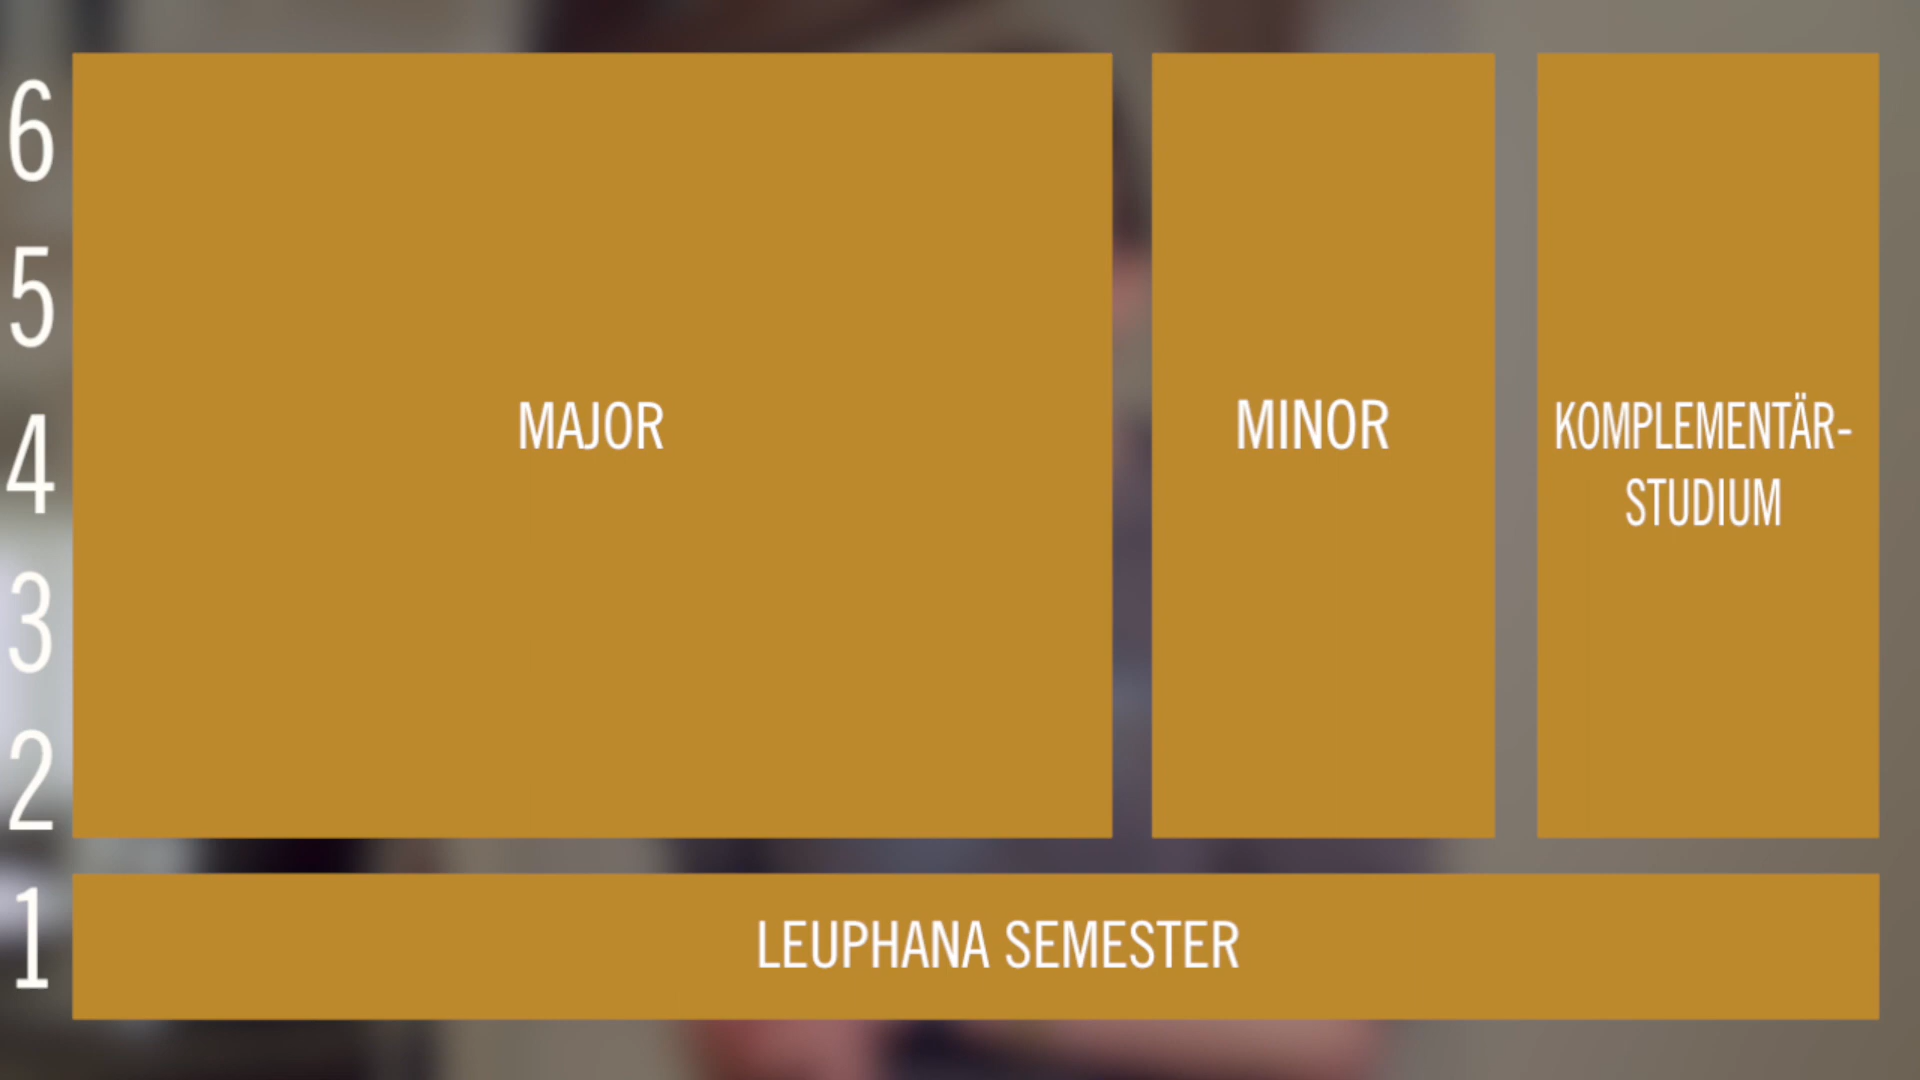 6
5
4
3
2
1
MAJOR
MINOR
KOMPLEMENTÄR-
STUDIUM
LEUPHANA SEMESTER